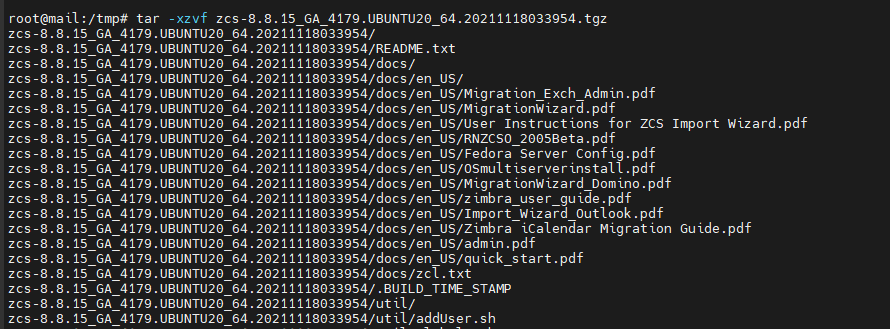 root@mail:/tmp# tar -xzvf zcs-8.8.15_GA_4179.UBUNTU20_64.20211118033954.tgz
zcs-8.8.15_GA_4179.UBUNTU20_64.20211118033954/
zcs-8.8.15_GA_4179.UBUNTU20_64.20211118033954/README.txt
zcs-8.8.15_GA_4179.UBUNTU20_64.20211118033954/docs/
zcs-8.8.15_GA_4179.UBUNTU20_64.20211118033954/docs/en_US/
zcs-8.8.15_GA_4179.UBUNTU20_64.20211118033954/docs/en_US/Migration_Exch_Admin.pdf
zcs-8.8.15_GA_4179.UBUNTU20_64.20211118033954/docs/en_US/MigrationWizard.pdf
zcs-8.8.15_GA_4179.UBUNTU20_64.20211118033954/docs/en_US/User Instructions for ZCS Import Wizard.pdf
zcs-8.8.15_GA_4179.UBUNTU20_64.20211118033954/docs/en_US/RNZCSO_2005Beta.pdf
zcs-8.8.15_GA_4179.UBUNTU20_64.20211118033954/docs/en_US/Fedora Server Config.pdf
zcs-8.8.15_GA_4179.UBUNTU20_64.20211118033954/docs/en_US/OSmultiserverinstall.pdf
zcs-8.8.15_GA_4179.UBUNTU20_64.20211118033954/docs/en_US/MigrationWizard_Domino.pdf
zcs-8.8.15_GA_4179.UBUNTU20_64.20211118033954/docs/en_US/zimbra_user_guide.pdf
zcs-8.8.15_GA_4179.UBUNTU20_64.20211118033954/docs/en_US/Import_Wizard_Outlook.pdf
zcs-8.8.15_GA_4179.UBUNTU20_64.20211118033954/docs/en_US/Zimbra iCalendar Migration Guide.pdf
zcs-8.8.15_GA_4179.UBUNTU20_64.20211118033954/docs/en_US/admin.pdf
zcs-8.8.15_GA_4179.UBUNTU20_64.20211118033954/docs/en_US/quick_start.pdf
zcs-8.8.15_GA_4179.UBUNTU20_64.20211118033954/docs/zcl.txt
zcs-8.8.15_GA_4179.UBUNTU20_64.20211118033954/.BUILD_TIME_STAMP
zcs-8.8.15_GA_4179.UBUNTU20_64.20211118033954/util/
zcs-8.8.15_GA_4179.UBUNTU20_64.20211118033954/util/addUser.sh